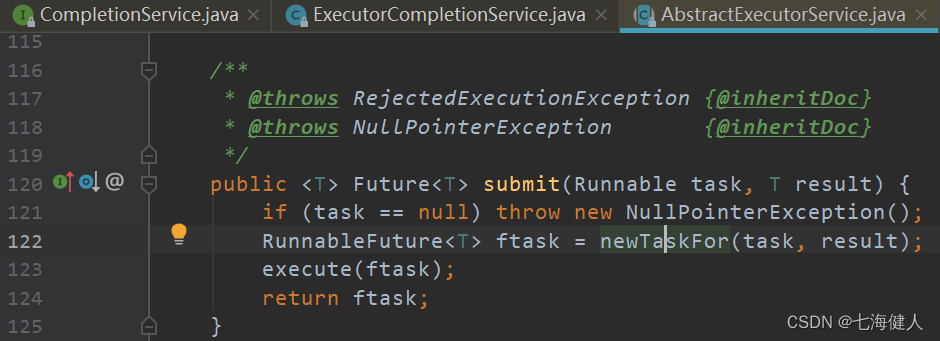 CompletionService.java × ExecutorCompletionService.java × AbstractExecutorService.java ×
115
116 /**
117 * @throws RejectedExecutionException {@inheritDoc}
118 * @throws NullPointerException {@inheritDoc}
119 */
120 public <T> Future<T> submit(Runnable task, T result) {
121 if (task == null) throw new NullPointerException();
122 RunnableFuture<T> ftask = newTaskFor(task, result);
123 execute(ftask);
124 return ftask;
125 }
CSDN @七海健人